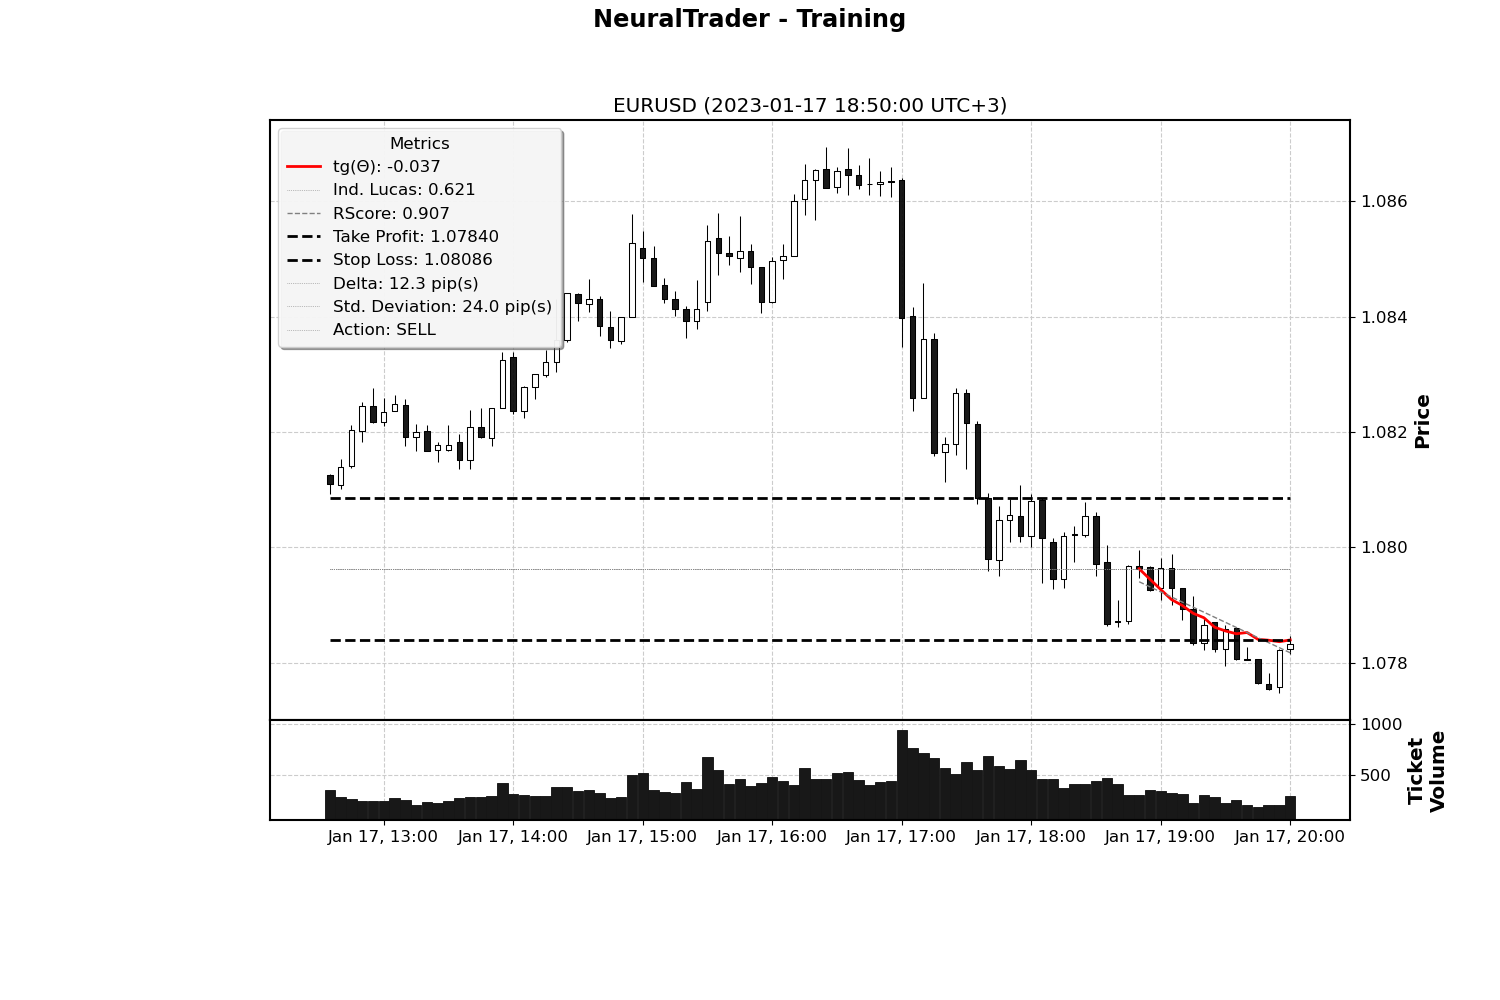 NeuralTrader - Training
EURUSD (2023-01-17 18:50:00 UTC+3)
Metrics
tg(Θ): -0.037
Ind. Lucas: 0.621
RScore: 0.907
Take Profit: 1.07840
Stop Loss: 1.08086
Delta: 12.3 pip(s)
Std. Deviation: 24.0 pip(s)
Action: SELL
1.086
1.084
1.082
1.080
1.078
Price
1000
500
Ticket
Volume
Jan 17, 13:00 Jan 17, 14:00 Jan 17, 15:00 Jan 17, 16:00 Jan 17, 17:00 Jan 17, 18:00 Jan 17, 19:00 Jan 17, 20:00